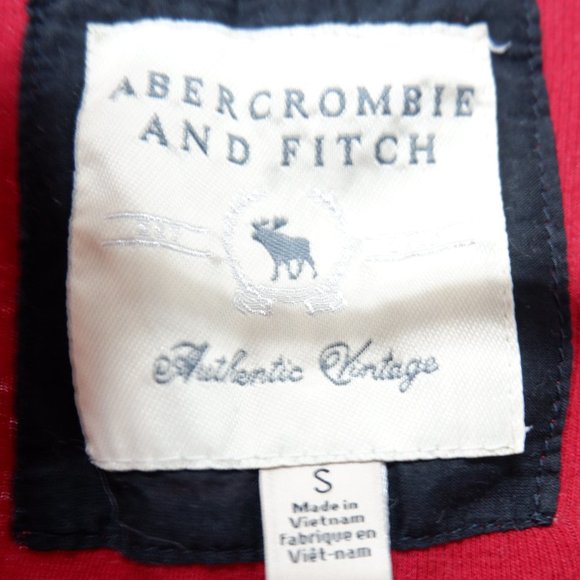 ABERCROMBIE
AND FITCH
Authentic Vintage
S
Made in
Vietnam
Fabriqué en
Viêt-nam